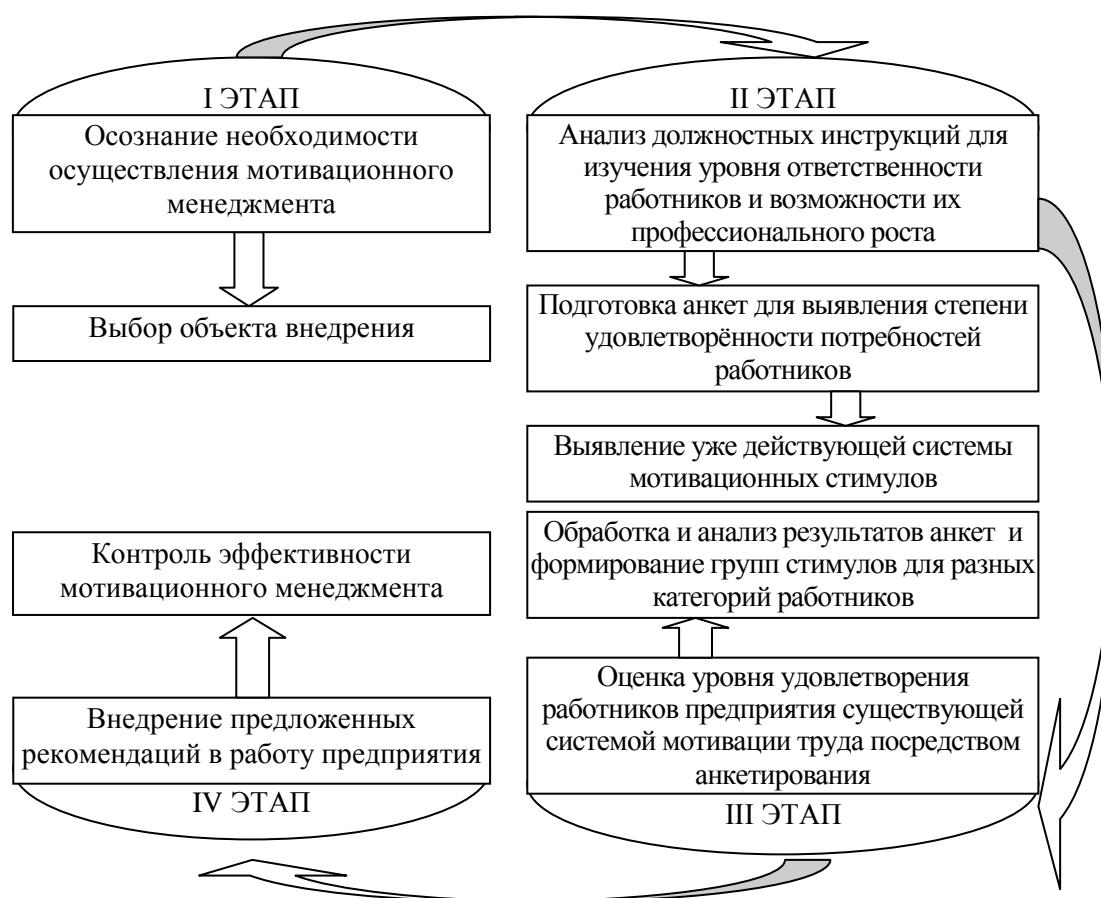 I ЭТАП
Осознание необходимости
осуществления мотивационного
менеджмента
Выбор объекта внедрения
II ЭТАП
Анализ должностных инструкций для
изучения уровня ответственности
работников и возможности их
профессионального роста
Подготовка анкет для выявления степени
удовлетворённости потребностей
работников
Выявление уже действующей системы
мотивационных стимулов
Обработка и анализ результатов анкет и
формирование групп стимулов для разных
категорий работников
Оценка уровня удовлетворения
работников предприятия существующей
системой мотивации труда посредством
анкетирования
III ЭТАП
Контроль эффективности
мотивационного менеджмента
Внедрение предложенных
рекомендаций в работу предприятия
IV ЭТАП